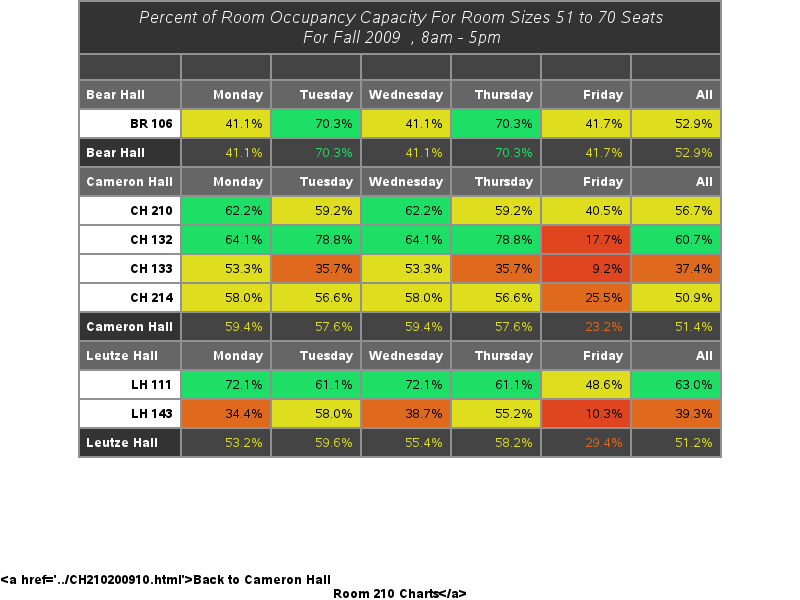 Percent of Room Occupancy Capacity For Room Sizes 51 to 70 Seats
For Fall 2009 , 8am - 5pm
Bear Hall Monday Tuesday Wednesday Thursday Friday All
BR 106 41.1% 70.3% 41.1% 70.3% 41.7% 52.9%
Bear Hall 41.1% 70.3% 41.1% 70.3% 41.7% 52.9%
Cameron Hall Monday Tuesday Wednesday Thursday Friday All
CH 210 62.2% 59.2% 62.2% 59.2% 40.5% 56.7%
CH 132 64.1% 78.8% 64.1% 78.8% 17.7% 60.7%
CH 133 53.3% 35.7% 53.3% 35.7% 9.2% 37.4%
CH 214 58.0% 56.6% 58.0% 56.6% 25.5% 50.9%
Cameron Hall 59.4% 57.6% 59.4% 57.6% 23.2% 51.4%
Leutze Hall Monday Tuesday Wednesday Thursday Friday All
LH 111 72.1% 61.1% 72.1% 61.1% 48.6% 63.0%
LH 143 34.4% 58.0% 38.7% 55.2% 10.3% 39.3%
Leutze Hall 53.2% 59.6% 55.4% 58.2% 29.4% 51.2%
<a href='../CH210200910.html'>Back to Cameron Hall
Room 210 Charts</a>